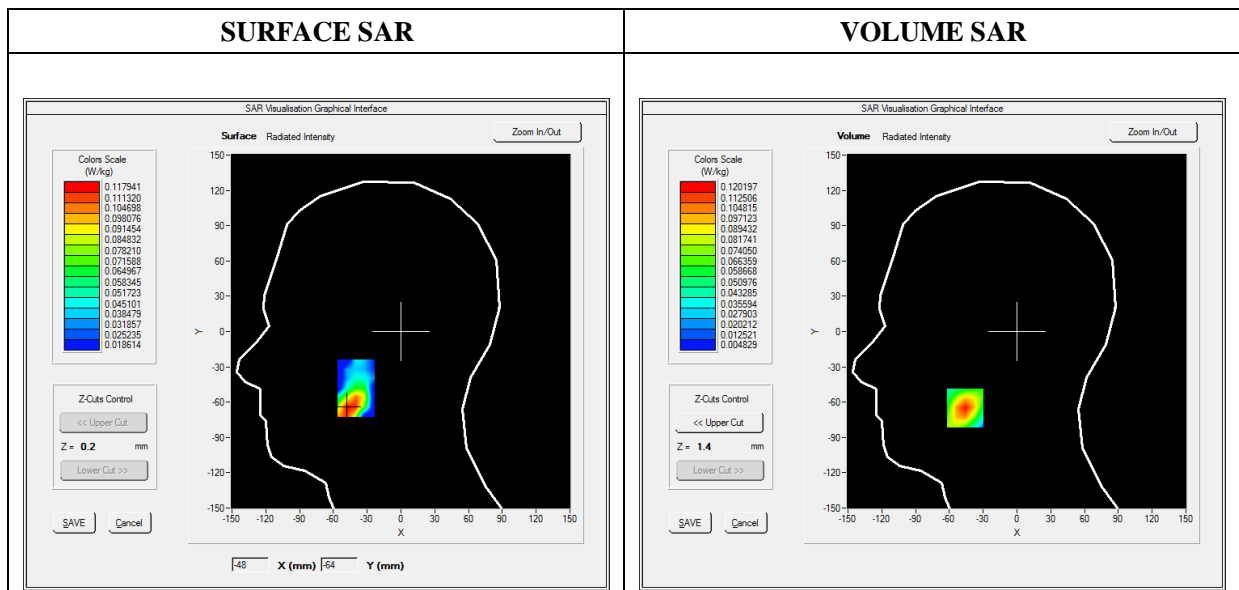 SURFACE SAR
VOLUME SAR
SAR Visualisation Graphical Interface
Surface Radiated Intensity
Zoom In/Out
Colors Scale
(W/kg)
0.117941
0.111320
0.104698
0.098076
0.091454
0.084832
0.078210
0.071588
0.064967
0.058345
0.051723
0.045101
0.038479
0.031857
0.025235
0.018614
Z-Cuts Control
<< Upper Cut
Z = 0.2 mm
Lower Cut >>
SAVE Cancel
150
120
90
60
30
0
-30
-60
-90
-120
-150
Y
-150 -120 -90 -60 -30 0 30 60 90 120 150
X
-48 X (mm) -64 Y (mm)
SAR Visualisation Graphical Interface
Volume Radiated Intensity
Zoom In/Out
Colors Scale
(W/kg)
0.120197
0.112506
0.104815
0.097123
0.089432
0.081741
0.074050
0.066359
0.058668
0.050976
0.043285
0.035594
0.027903
0.020212
0.012521
0.004829
Z-Cuts Control
<< Upper Cut
Z = 1.4 mm
Lower Cut >>
SAVE Cancel
150
120
90
60
30
0
-30
-60
-90
-120
-150
Y
-150 -120 -90 -60 -30 0 30 60 90 120 150
X